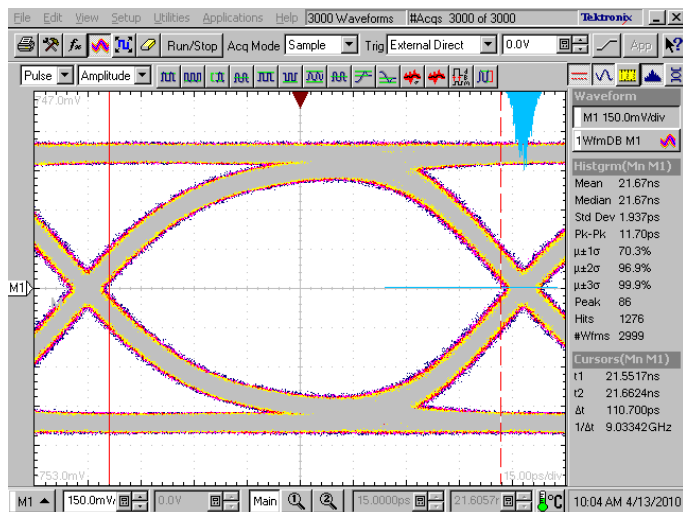 File Edit View Setup Utilities Applications Help 3000 Waveforms #Acqs 3000 of 3000 Tektronix
Run/Stop Acq Mode Sample Trig External Direct 0.0V App
Pulse Amplitude
747.0mV
Waveform
M1 150.0mV/div
1 WfmDB M1
Histgrm(Mn M1)
Mean 21.67ns
Median 21.67ns
Std Dev 1.937ps
Pk-Pk 11.70ps
µ±1σ 70.3%
µ±2σ 96.9%
µ±3σ 99.9%
Peak 86
Hits 1276
#Wfms 2999
M1
Cursors(Mn M1)
t1 21.5517ns
t2 21.6624ns
Δt 110.700ps
1/Δt 9.03342GHz
-753.0mV
15.00ps/div
M1 150.0mV/ 0.0V Main 1 2 15.0000ps 21.6057r °C 10:04 AM 4/13/2010